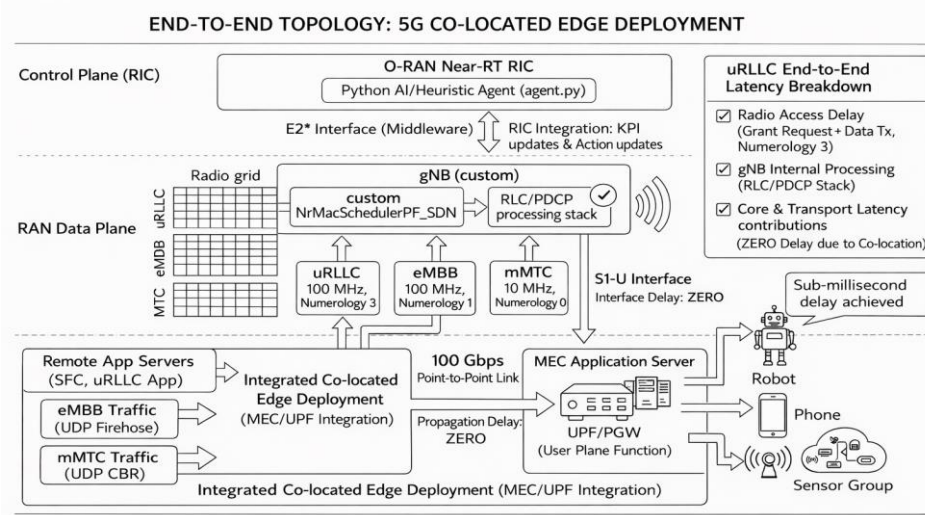 END-TO-END TOPOLOGY: 5G CO-LOCATED EDGE DEPLOYMENT
Control Plane (RIC)
O-RAN Near-RT RIC
Python AI/Heuristic Agent (agent.py)
E2* Interface (Middleware)
RIC Integration: KPI
updates & Action updates
uRLLC End-to-End
Latency Breakdown
Radio Access Delay
(Grant Request + Data Tx,
Numerology 3)
gNB Internal Processing
(RLC/PDCP Stack)
Core & Transport Latency
contributions
(ZERO Delay due to Co-location)
RAN Data Plane
Radio grid
uRLLC
eMDB
MTC
gNB (custom)
custom
NrMacSchedulerPF_SDN
RLC/PDCP
processing stack
uRLLC
100 MHz,
Numerology 3
eMBB
100 MHz,
Numerology 1
mMTC
10 MHz,
Numerology 0
S1-U Interface
Interface Delay: ZERO
Sub-millisecond
delay achieved
Remote App Servers
(SFC, uRLLC App)
eMBB Traffic
(UDP Firehose)
mMTC Traffic
(UDP CBR)
Integrated Co-located
Edge Deployment
(MEC/UPF Integration)
100 Gbps
Point-to-Point Link
Propagation Delay:
ZERO
MEC Application Server
UPF/PGW
(User Plane Function)
Robot
Phone
Sensor Group
Integrated Co-located Edge Deployment (MEC/UPF Integration)